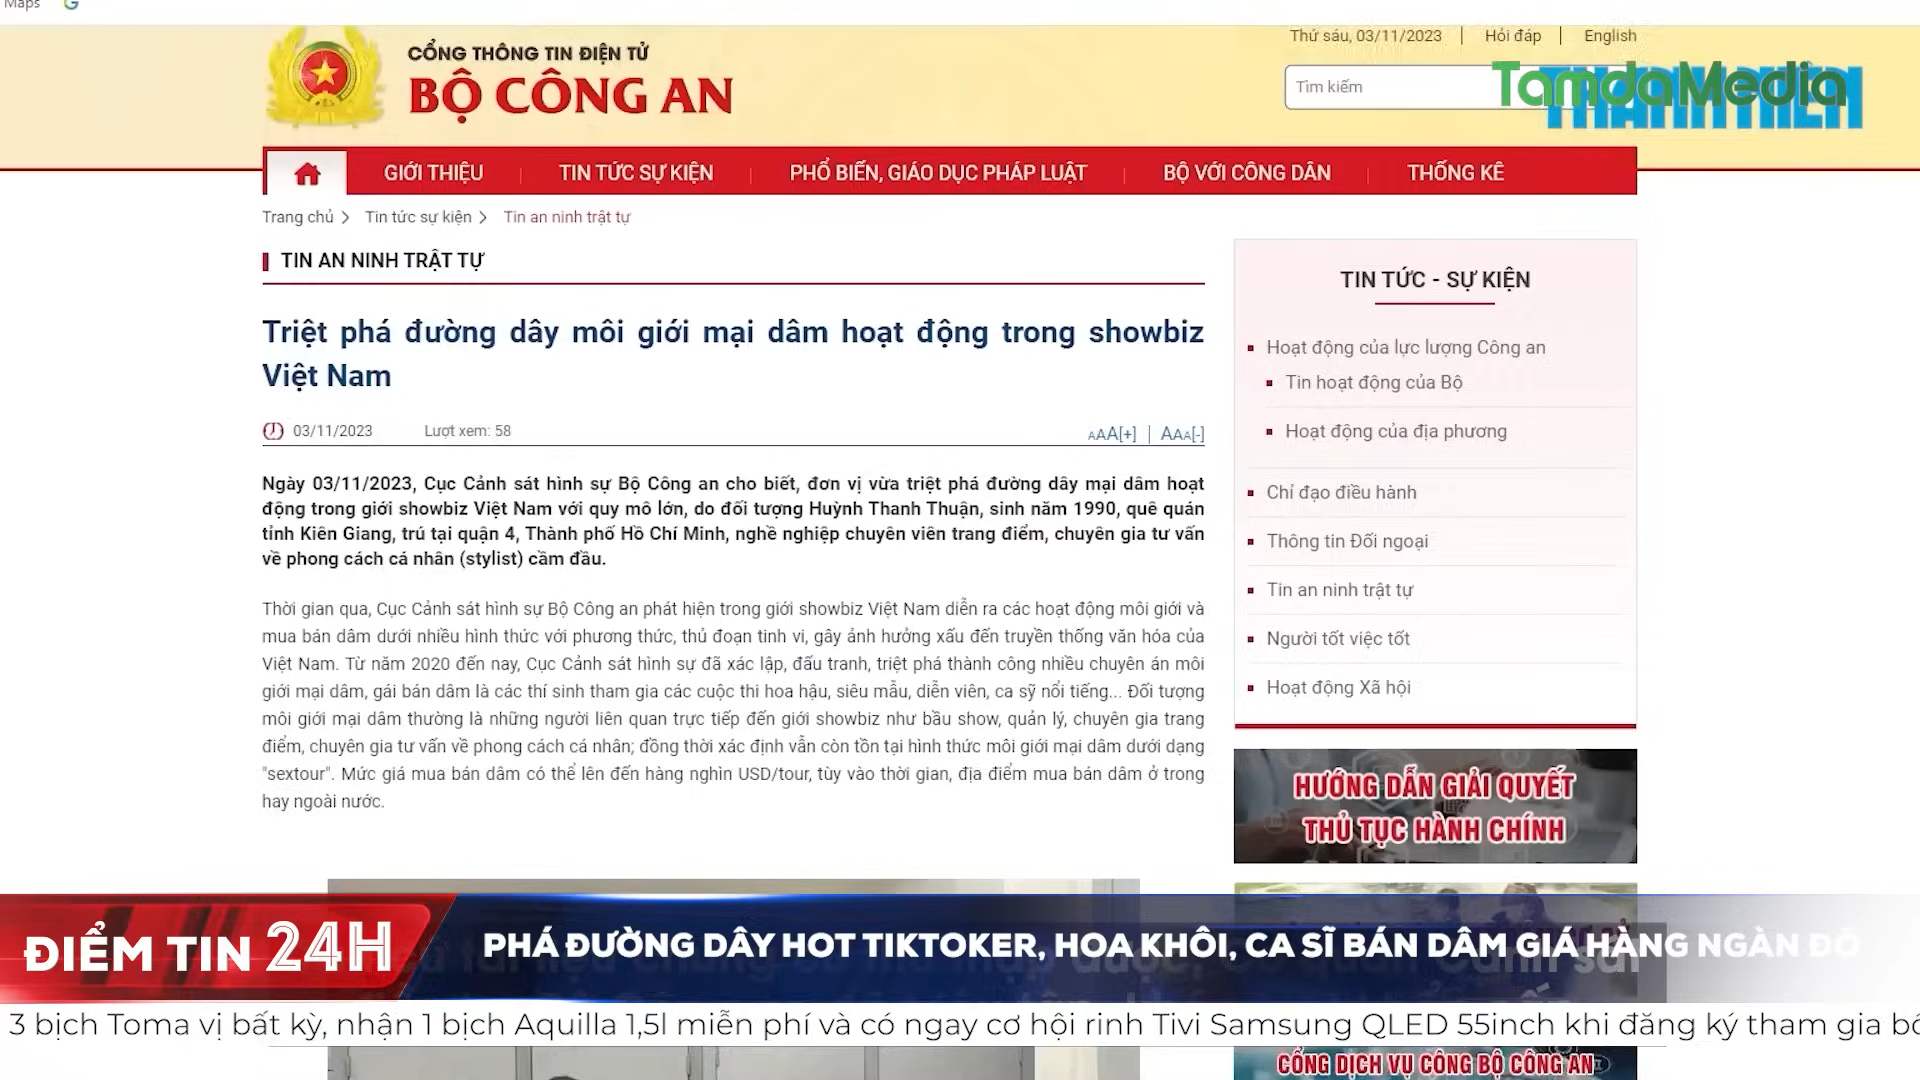 Maps
CỔNG THÔNG TIN ĐIỆN TỬ
BỘ CÔNG AN
Thứ sáu, 03/11/2023 | Hỏi đáp | English
Tìm kiếm
TamdaMedia
THANH NIÊN
GIỚI THIỆU | TIN TỨC SỰ KIỆN | PHỔ BIẾN, GIÁO DỤC PHÁP LUẬT | BỘ VỚI CÔNG DÂN | THỐNG KÊ
Trang chủ > Tin tức sự kiện > Tin an ninh trật tự
TIN AN NINH TRẬT TỰ
Triệt phá đường dây môi giới mại dâm hoạt động trong showbiz
Việt Nam
03/11/2023 Lượt xem: 58 AAA[+] | AAA[-]
Ngày 03/11/2023, Cục Cảnh sát hình sự Bộ Công an cho biết, đơn vị vừa triệt phá đường dây mại dâm hoạt
động trong giới showbiz Việt Nam với quy mô lớn, do đối tượng Huỳnh Thanh Thuận, sinh năm 1990, quê quán
tỉnh Kiên Giang, trú tại quận 4, Thành phố Hồ Chí Minh, nghề nghiệp chuyên viên trang điểm, chuyên gia tư vấn
về phong cách cá nhân (stylist) cầm đầu.
Thời gian qua, Cục Cảnh sát hình sự Bộ Công an phát hiện trong giới showbiz Việt Nam diễn ra các hoạt động môi giới và
mua bán dâm dưới nhiều hình thức với phương thức, thủ đoạn tinh vi, gây ảnh hưởng xấu đến truyền thống văn hóa của
Việt Nam. Từ năm 2020 đến nay, Cục Cảnh sát hình sự đã xác lập, đấu tranh, triệt phá thành công nhiều chuyên án môi
giới mại dâm, gái bán dâm là các thí sinh tham gia các cuộc thi hoa hậu, siêu mẫu, diễn viên, ca sỹ nổi tiếng... Đối tượng
môi giới mại dâm thường là những người liên quan trực tiếp đến giới showbiz như bầu show, quản lý, chuyên gia trang
điểm, chuyên gia tư vấn về phong cách cá nhân; đồng thời xác định vẫn còn tồn tại hình thức môi giới mại dâm dưới dạng
"sextour". Mức giá mua bán dâm có thể lên đến hàng nghìn USD/tour, tùy vào thời gian, địa điểm mua bán dâm ở trong
hay ngoài nước.
TIN TỨC - SỰ KIỆN
Hoạt động của lực lượng Công an
Tin hoạt động của Bộ
Hoạt động của địa phương
Chỉ đạo điều hành
Thông tin Đối ngoại
Tin an ninh trật tự
Người tốt việc tốt
Hoạt động Xã hội
HƯỚNG DẪN GIẢI QUYẾT
THỦ TỤC HÀNH CHÍNH
ĐIỂM TIN 24H
PHÁ ĐƯỜNG DÂY HOT TIKTOKER, HOA KHÔI, CA SĨ BÁN DÂM GIÁ HÀNG NGÀN ĐÔ
3 bịch Toma vị bất kỳ, nhận 1 bịch Aquilla 1,5l miễn phí và có ngay cơ hội rinh Tivi Samsung QLED 55inch khi đăng ký tham gia
CỔNG DỊCH VỤ CÔNG BỘ CÔNG AN